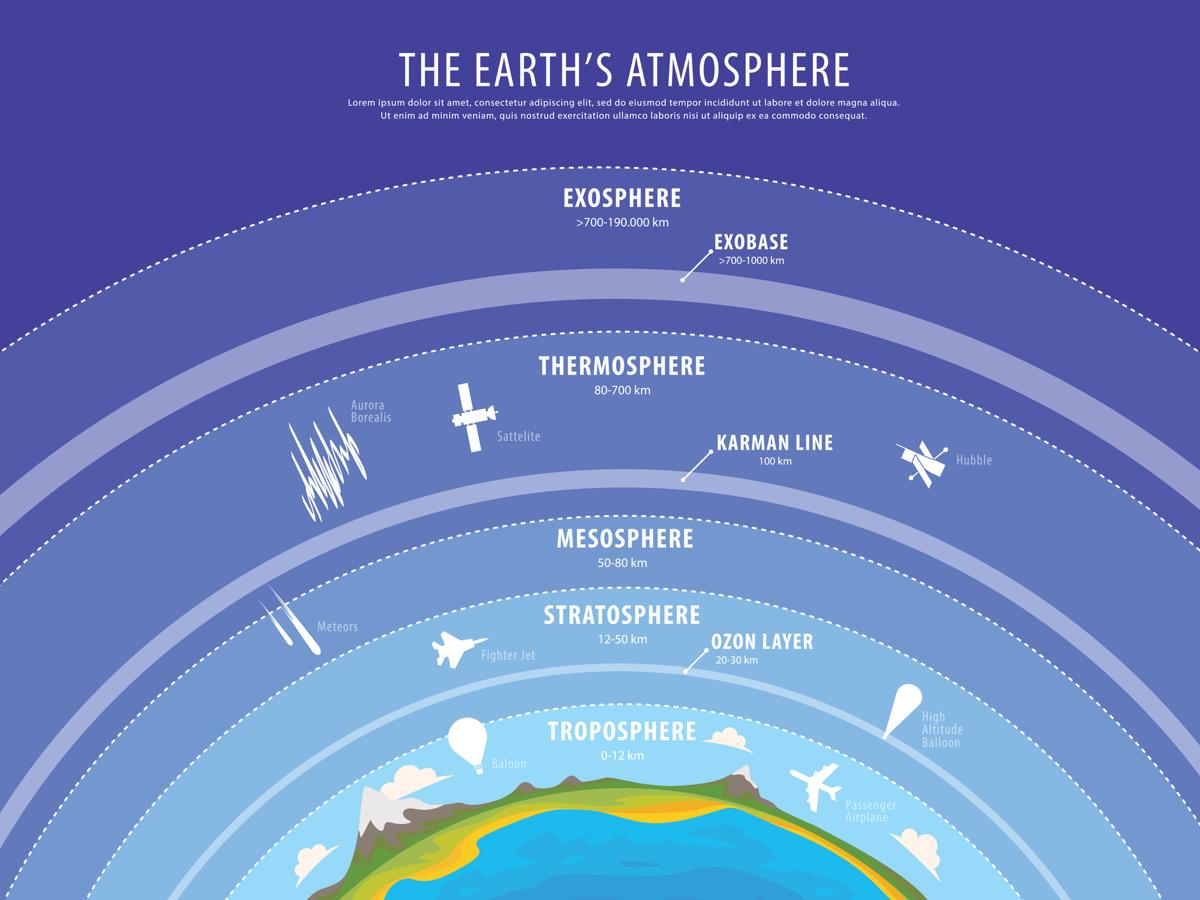 THE EARTH'S ATMOSPHERE
Lorem ipsum dolor sit amet, consectetur adipiscing elit, sed do eiusmod tempor incididunt ut labore et dolore magna aliqua.
Ut enim ad minim veniam, quis nostrud exercitation ullamco laboris nisi ut aliquip ex ea commodo consequat.
EXOSPHERE
>700-190.000 km
EXOBASE
>700-1000 km
THERMOSPHERE
80-700 km
Aurora
Borealis
Sattelite
KARMAN LINE
100 km
Hubble
MESOSPHERE
50-80 km
Meteors
STRATOSPHERE
12-50 km
Fighter Jet
OZON LAYER
20-30 km
High
Altitude
Balloon
TROPOSPHERE
0-12 km
Baloon
Passenger
Airplane